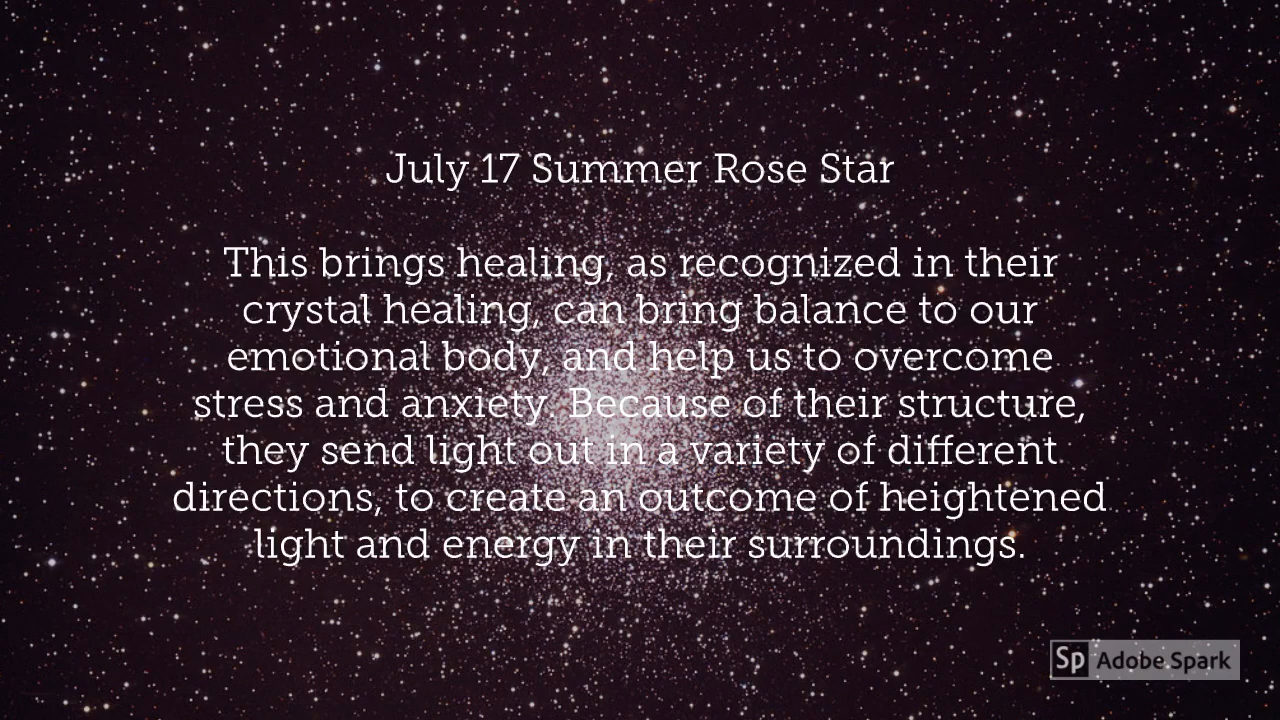 July 17 Summer Rose Star
This brings healing, as recognized in their
crystal healing, can bring balance to our
emotional body, and help us to overcome
stress and anxiety. Because of their structure,
they send light out in a variety of different
directions, to create an outcome of heightened
light and energy in their surroundings.
Sp Adobe Spark